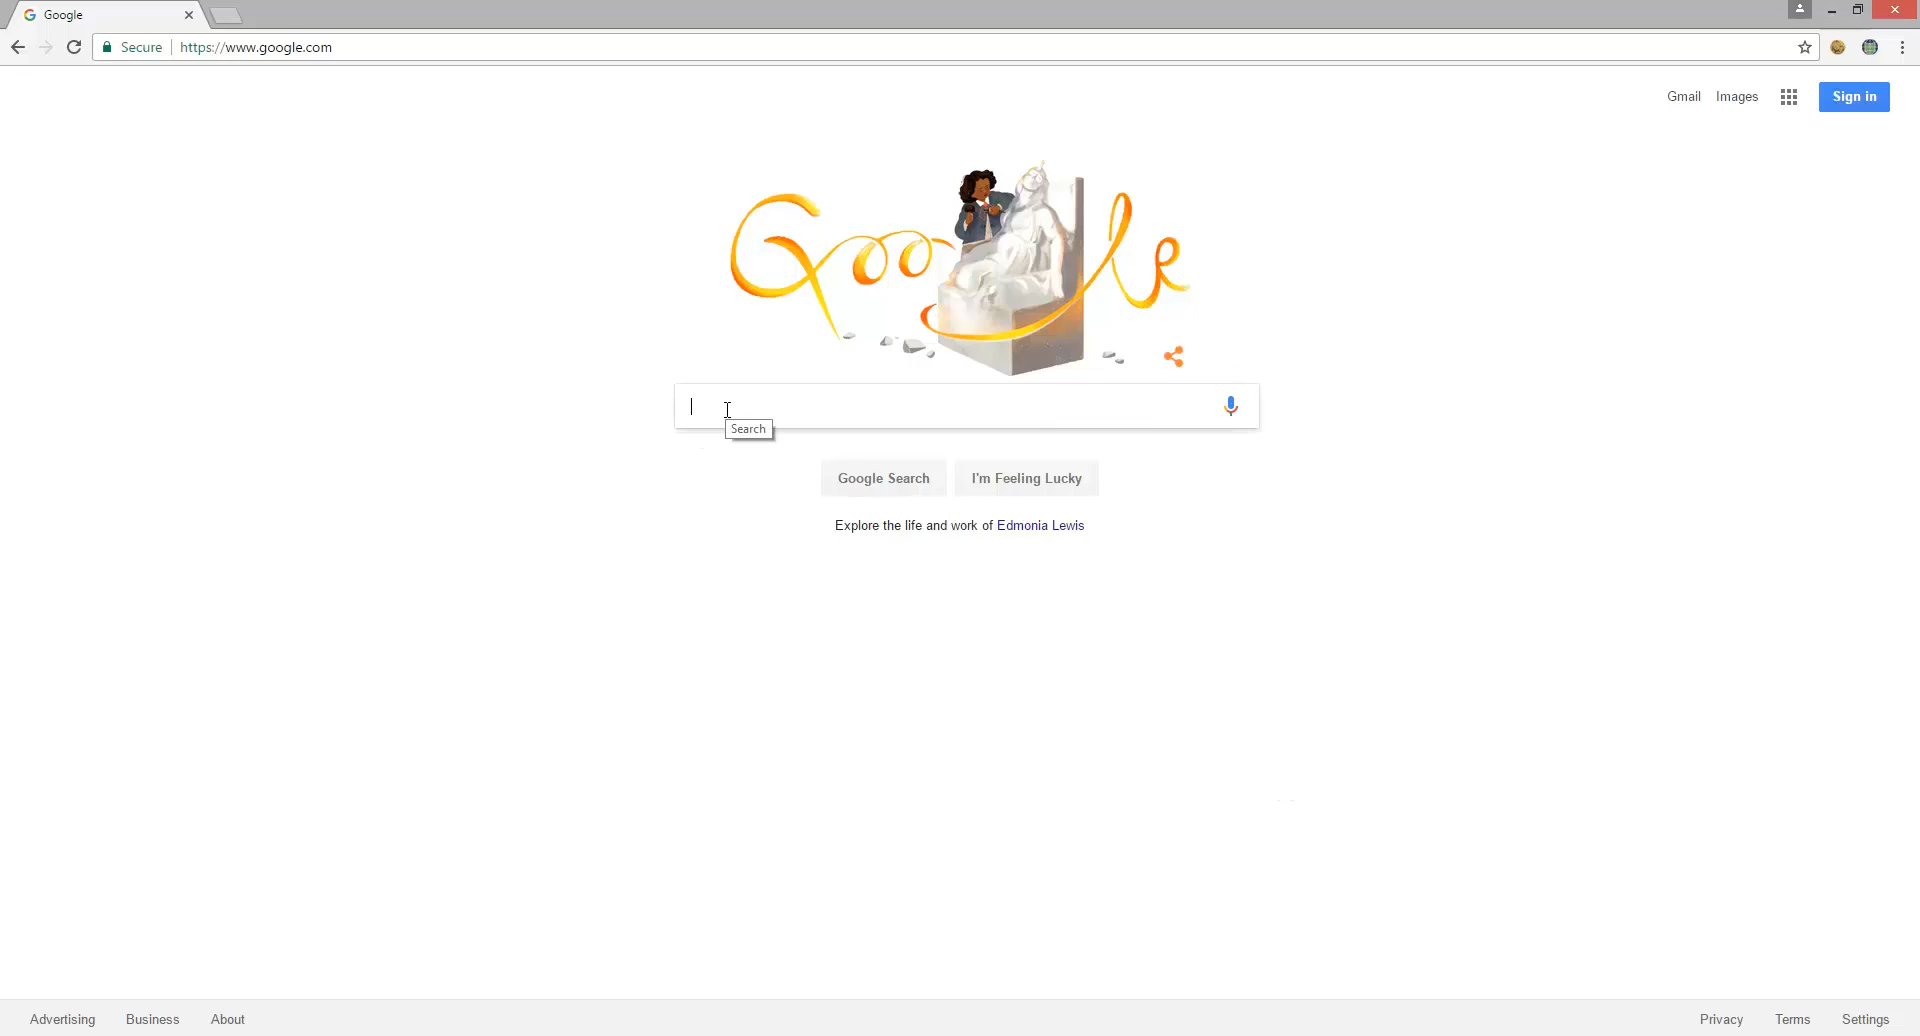 Google
Secure https://www.google.com
Gmail Images Sign in
Google
Search
Google Search I'm Feeling Lucky
Explore the life and work of Edmonia Lewis
Advertising Business About Privacy Terms Settings